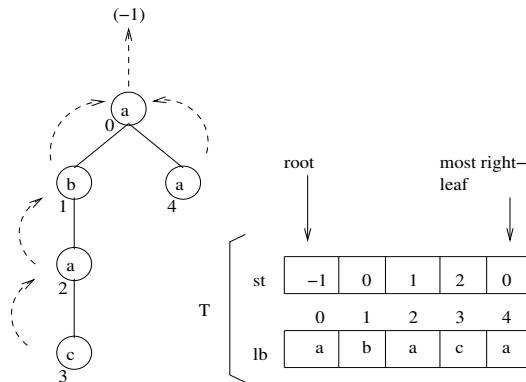 (-1)
a
0
b
1
a
4
a
2
c
3
root
most right-
leaf
T
st
-1 0 1 2 0
0 1 2 3 4
lb
a b a c a